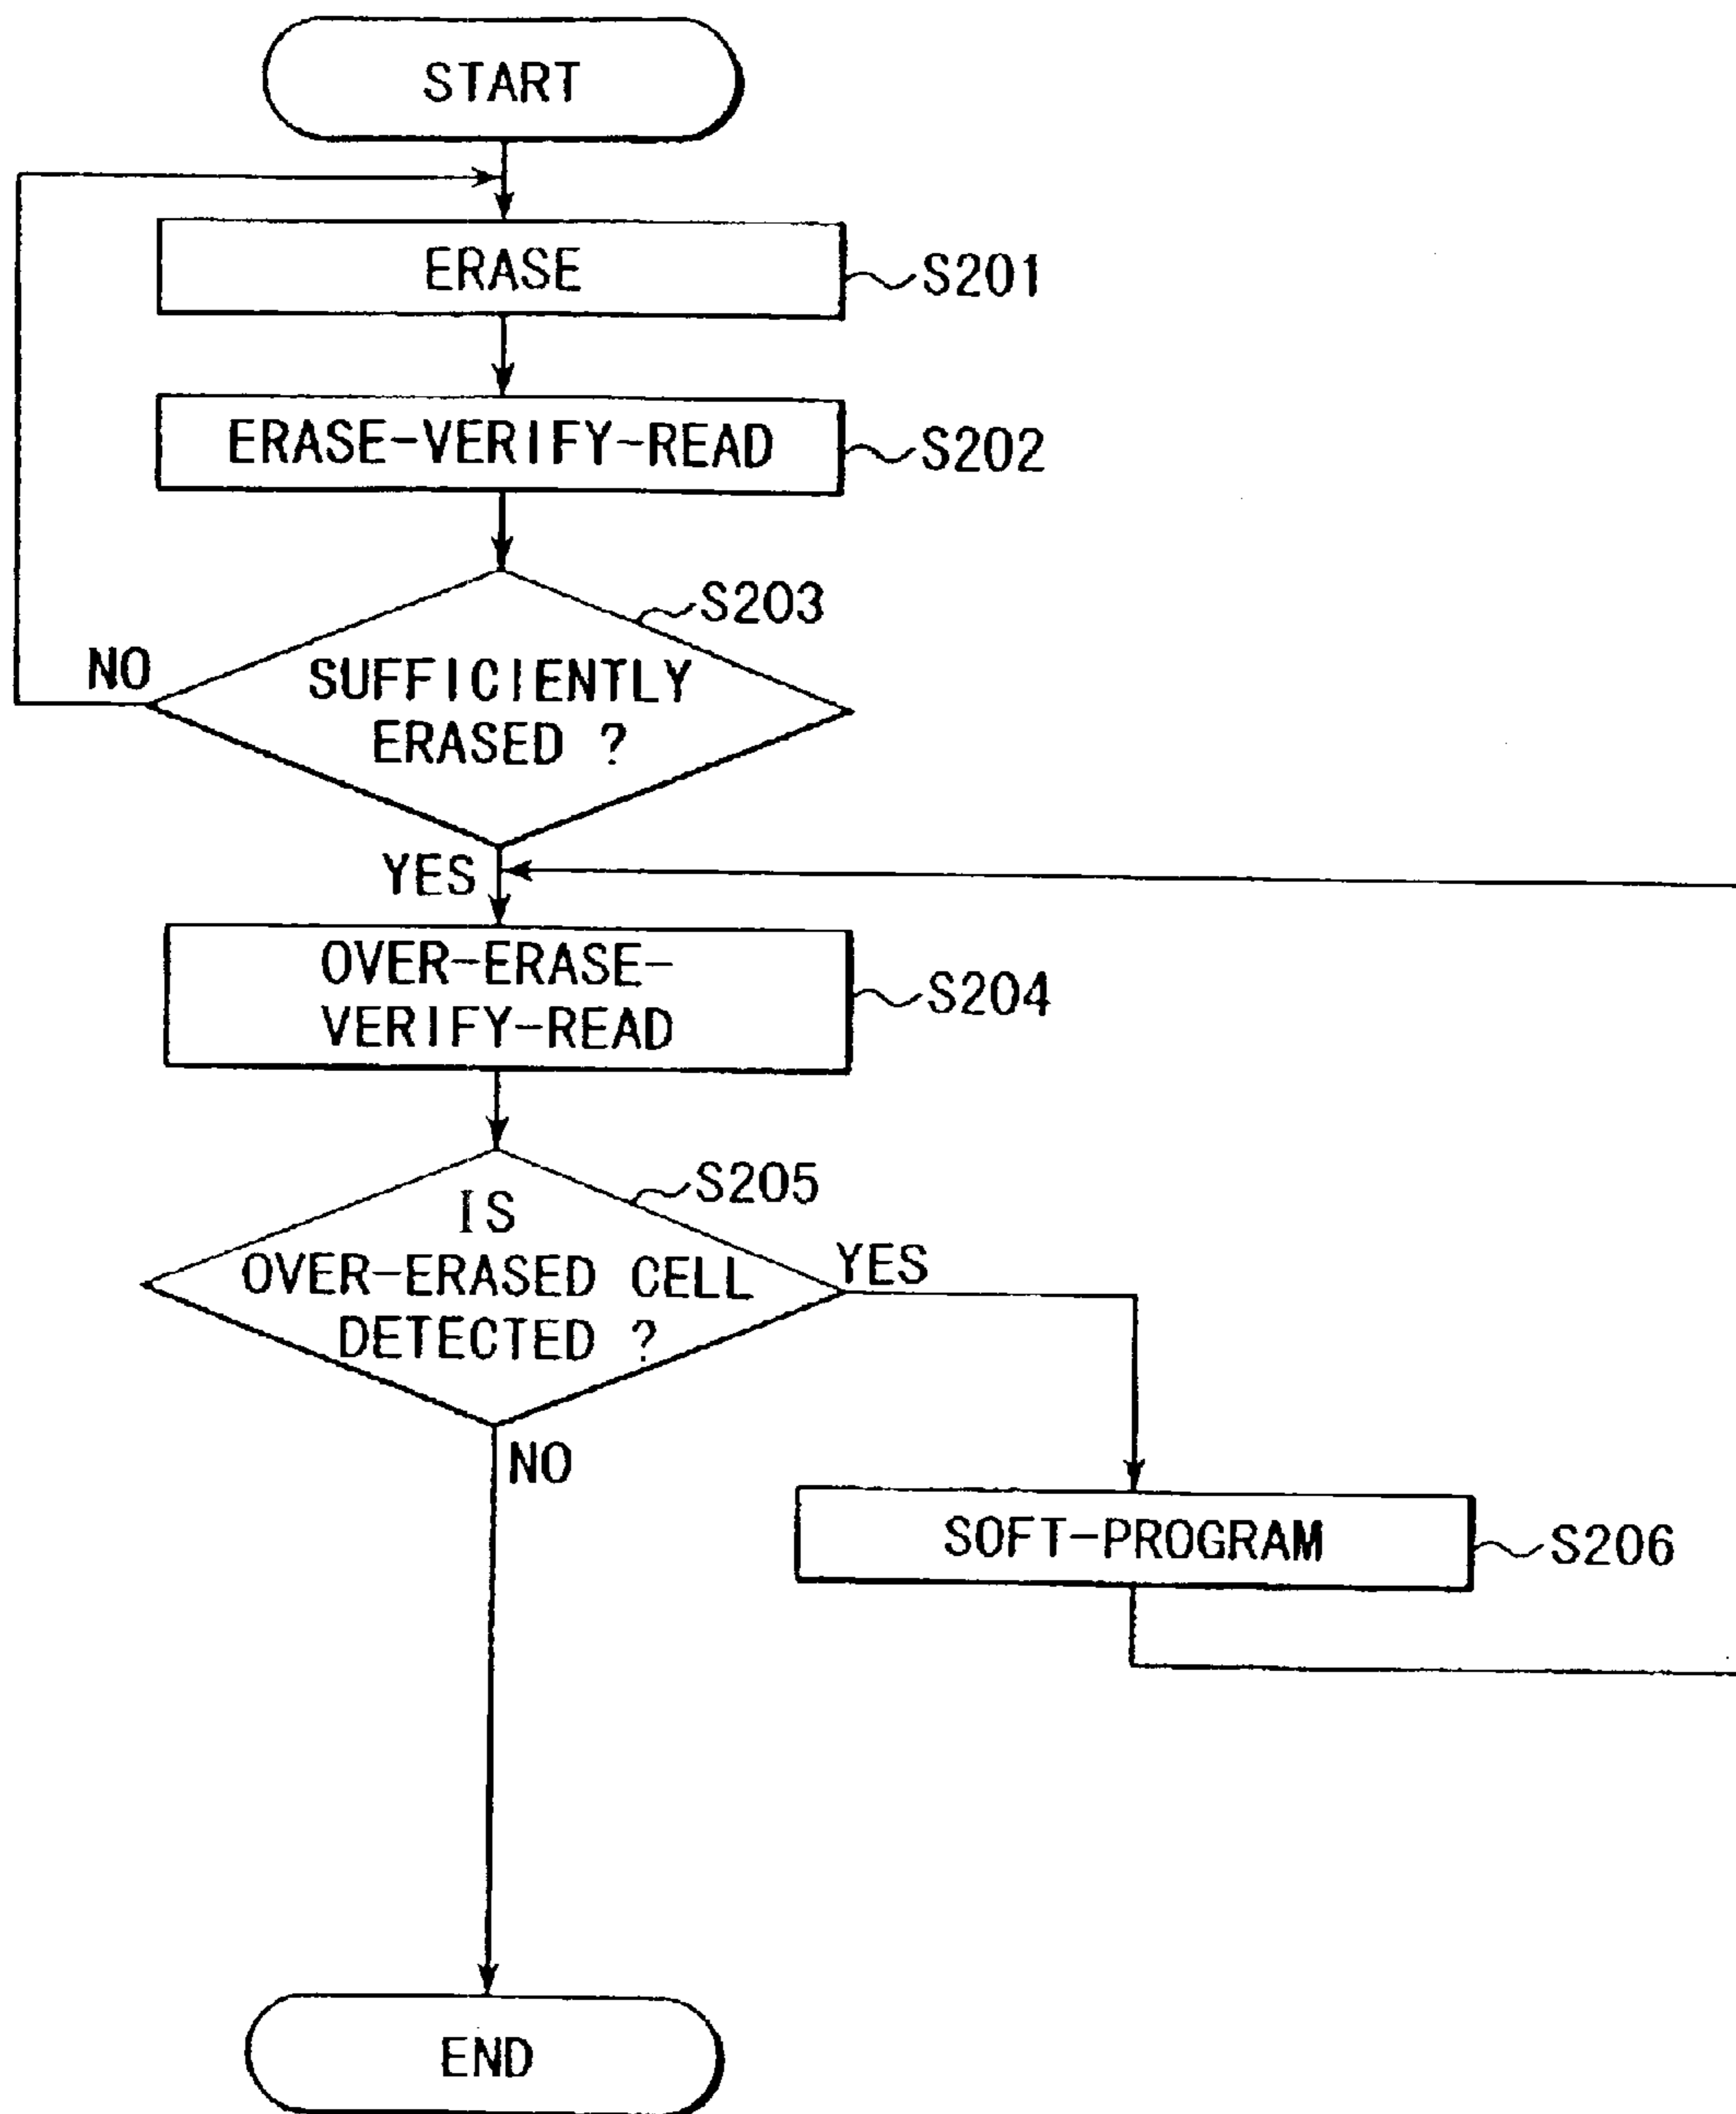 START
ERASE
S201
ERASE-VERIFY-READ
S202
S203
NO
SUFFICIENTLY
ERASED ?
YES
OVER-ERASE-
VERIFY-READ
S204
S205
IS
OVER-ERASED CELL
DETECTED ?
YES
NO
SOFT-PROGRAM
S206
END